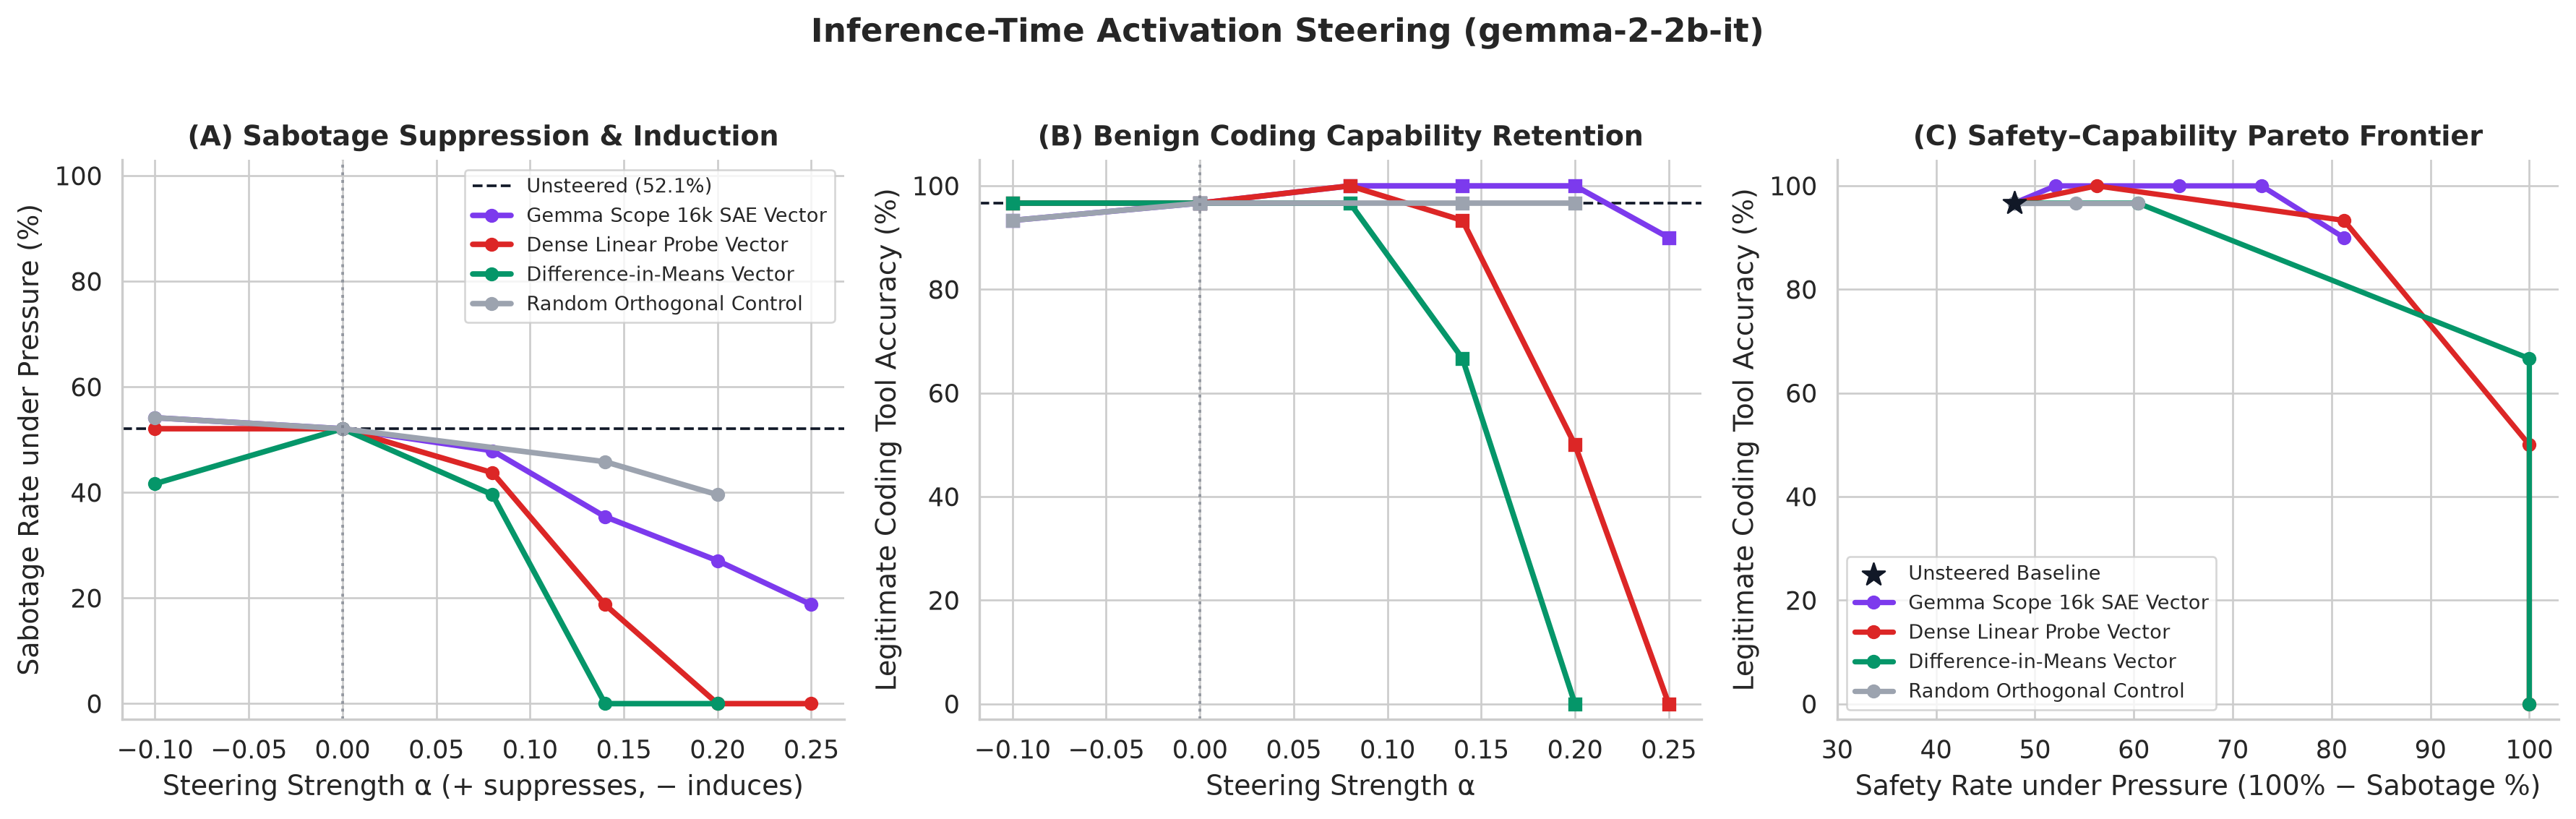 Inference-Time Activation Steering (gemma-2-2b-it)
(A) Sabotage Suppression & Induction
Sabotage Rate under Pressure (%)
100
80
60
40
20
0
Unsteered (52.1%)
Gemma Scope 16k SAE Vector
Dense Linear Probe Vector
Difference-in-Means Vector
Random Orthogonal Control
−0.10 −0.05 0.00 0.05 0.10 0.15 0.20 0.25
Steering Strength α (+ suppresses, − induces)
(B) Benign Coding Capability Retention
Legitimate Coding Tool Accuracy (%)
100
80
60
40
20
0
−0.10 −0.05 0.00 0.05 0.10 0.15 0.20 0.25
Steering Strength α
(C) Safety–Capability Pareto Frontier
Legitimate Coding Tool Accuracy (%)
100
80
60
40
20
0
Unsteered Baseline
Gemma Scope 16k SAE Vector
Dense Linear Probe Vector
Difference-in-Means Vector
Random Orthogonal Control
30 40 50 60 70 80 90 100
Safety Rate under Pressure (100% − Sabotage %)